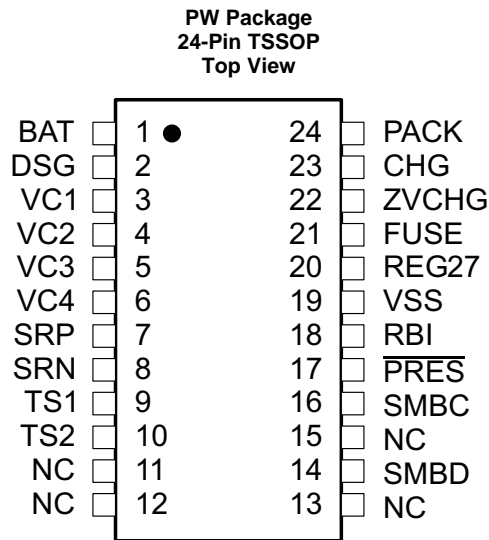 PW Package
24-Pin TSSOP
Top View
BAT 1 24 PACK
DSG 2 23 CHG
VC1 3 22 ZVCHG
VC2 4 21 FUSE
VC3 5 20 REG27
VC4 6 19 VSS
SRP 7 18 RBI
SRN 8 17 P̅R̅E̅S̅
TS1 9 16 SMBC
TS2 10 15 NC
NC 11 14 SMBD
NC 12 13 NC